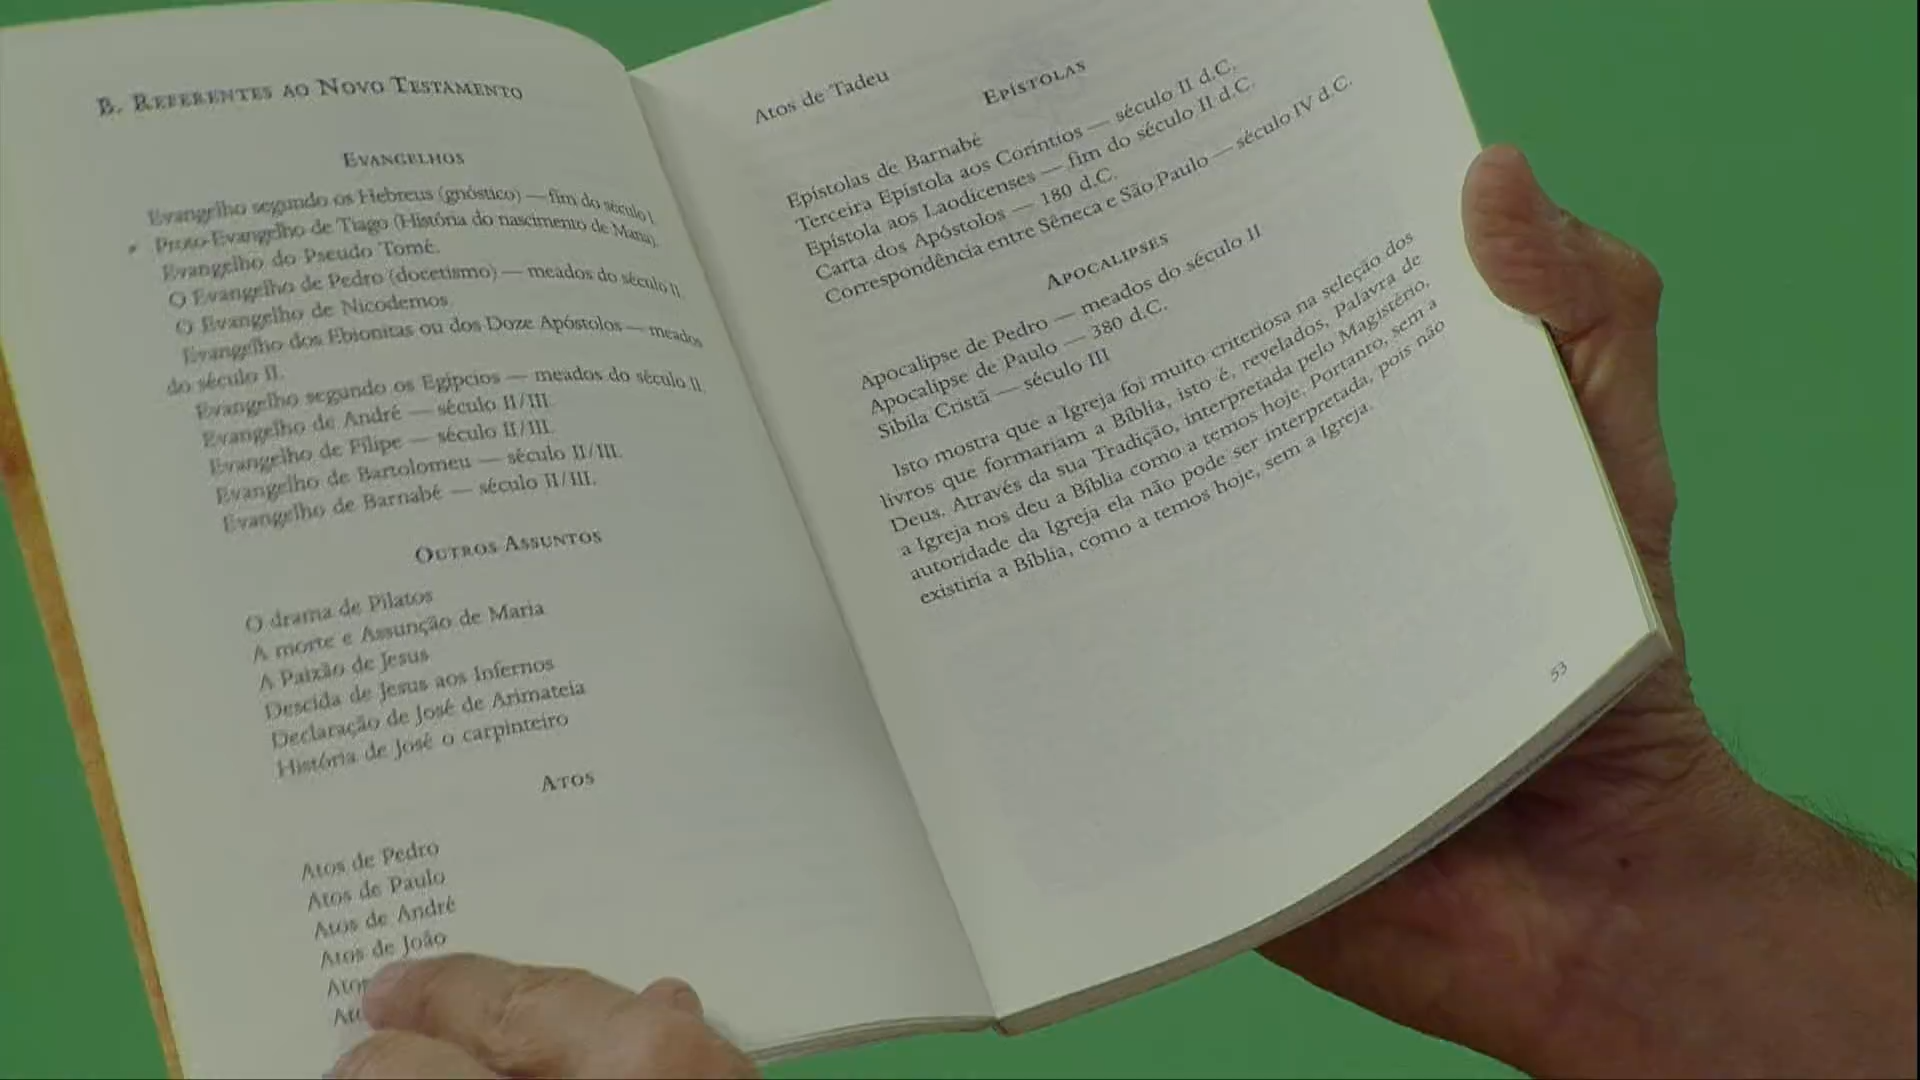 B. Referentes ao Novo Testamento
Evangelhos
Evangelho segundo os Hebreus (gnóstico) — fim do século I.
Proto-Evangelho de Tiago (História do nascimento de Maria).
Evangelho do Pseudo Tomé.
O Evangelho de Pedro (docetismo) — meados do século II.
O Evangelho de Nicodemos.
Evangelho dos Ebionitas ou dos Doze Apóstolos — meados
do século II.
Evangelho segundo os Egípcios — meados do século II.
Evangelho de André — século II/III.
Evangelho de Filipe — século II/III.
Evangelho de Bartolomeu — século II/III.
Evangelho de Barnabé — século II/III.
Outros Assuntos
O drama de Pilatos
A morte e Assunção de Maria
A Paixão de Jesus
Descida de Jesus aos Infernos
Declaração de José de Arimateia
História de José o carpinteiro
Atos
Atos de Pedro
Atos de Paulo
Atos de André
Atos de João
Atos de Tadeu
Epístolas
Epístolas de Barnabé
Terceira Epístola aos Coríntios — século II d.C.
Epístola aos Laodicenses — fim do século II d.C.
Carta dos Apóstolos — 180 d.C.
Correspondência entre Sêneca e São Paulo — século IV d.C.
Apocalipses
Apocalipse de Pedro — meados do século II
Apocalipse de Paulo — 380 d.C.
Sibila Cristã — século III
Isto mostra que a Igreja foi muito criteriosa na seleção dos
livros que formariam a Bíblia, isto é, revelados, Palavra de
Deus. Através da sua Tradição, interpretada pelo Magistério,
a Igreja nos deu a Bíblia como a temos hoje. Portanto, sem a
autoridade da Igreja ela não pode ser interpretada, pois não
existiria a Bíblia, como a temos hoje, sem a Igreja.
53